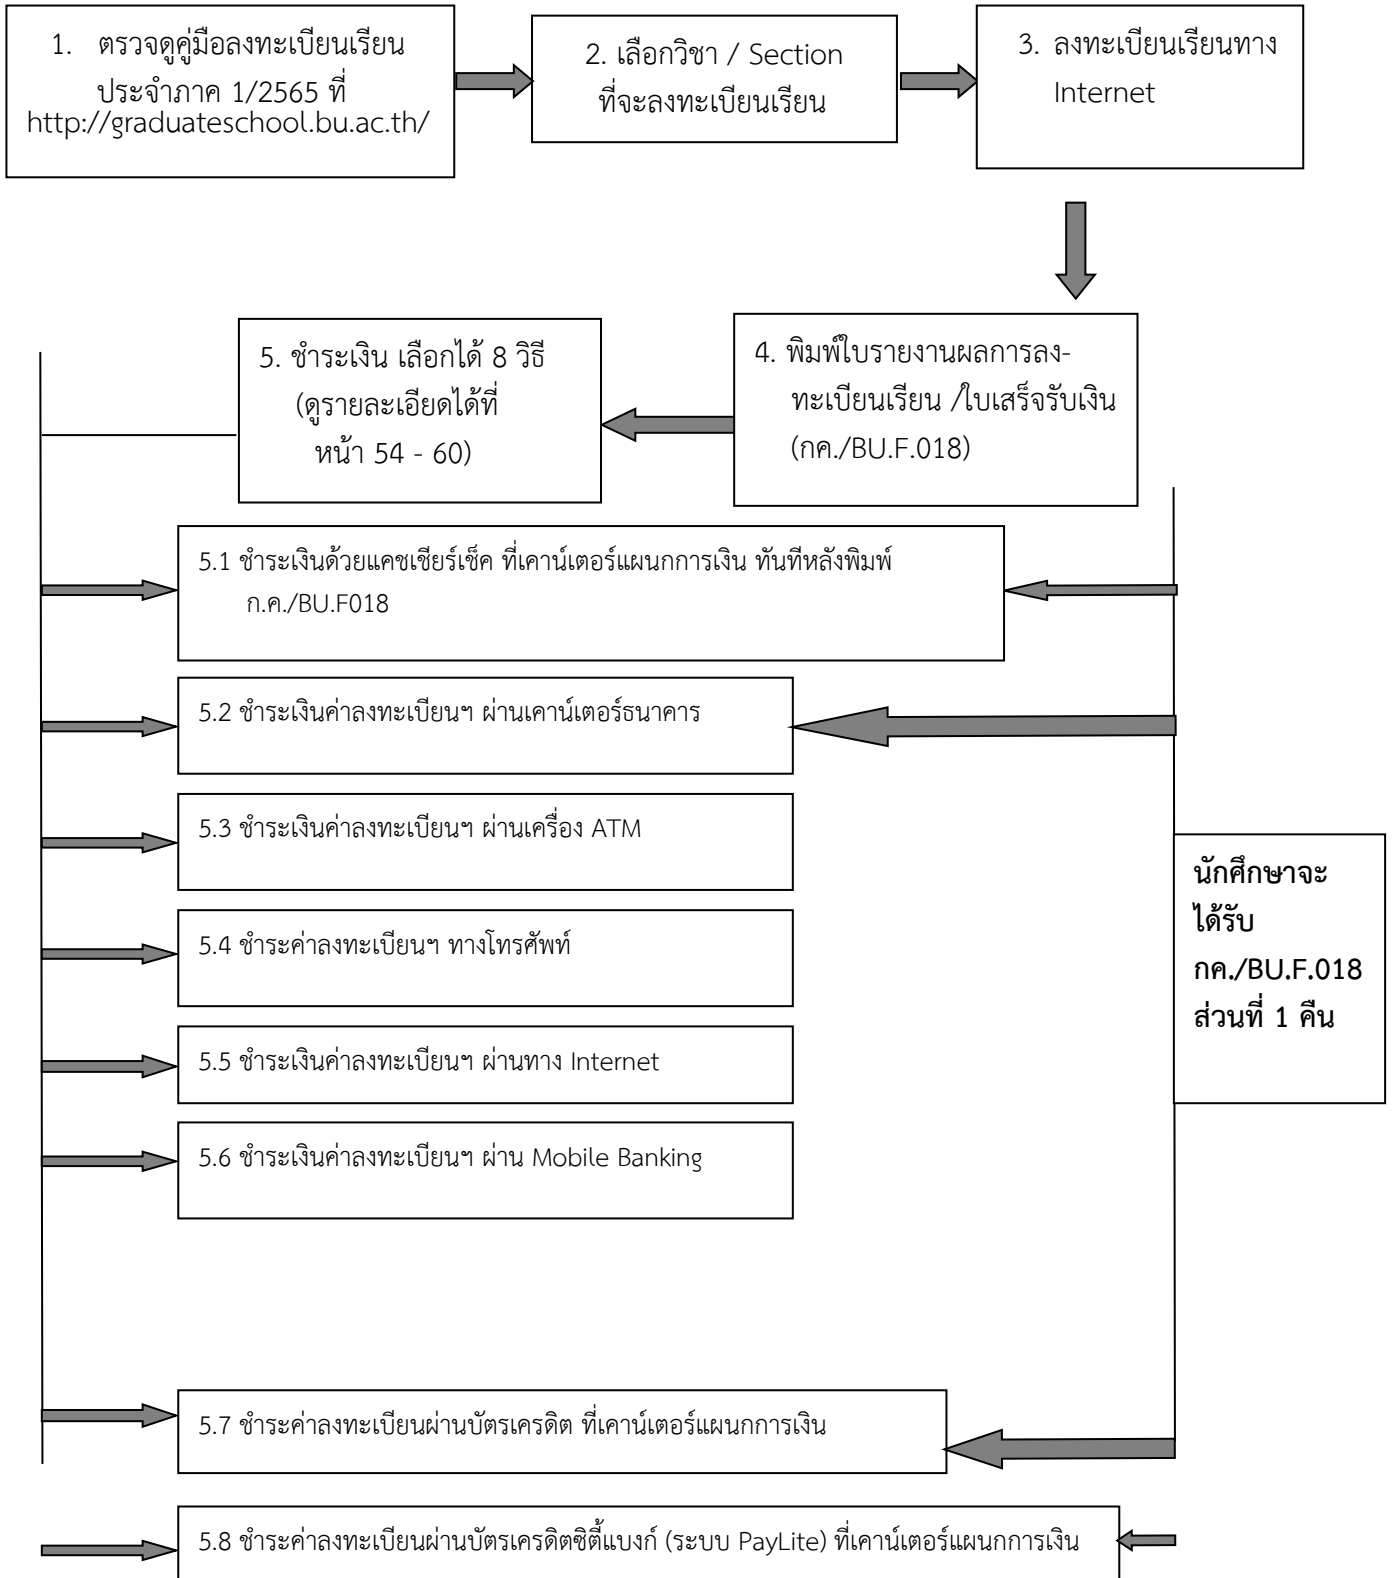 1. ตรวจดูคู่มือลงทะเบียนเรียน
ประจำภาค 1/2565 ที่
http://graduateschool.bu.ac.th/
2. เลือกวิชา / Section
ที่จะลงทะเบียนเรียน
3. ลงทะเบียนเรียนทาง
Internet
4. พิมพ์ใบรายงานผลการลง-
ทะเบียนเรียน /ใบเสร็จรับเงิน
(กค./BU.F.018)
5. ชำระเงิน เลือกได้ 8 วิธี
(ดูรายละเอียดได้ที่
หน้า 54 - 60)
5.1 ชำระเงินด้วยแคชเชียร์เช็ค ที่เคาน์เตอร์แผนกการเงิน ทันทีหลังพิมพ์
ก.ค./BU.F018
5.2 ชำระเงินค่าลงทะเบียนฯ ผ่านเคาน์เตอร์ธนาคาร
5.3 ชำระเงินค่าลงทะเบียนฯ ผ่านเครื่อง ATM
5.4 ชำระค่าลงทะเบียนฯ ทางโทรศัพท์
5.5 ชำระเงินค่าลงทะเบียนฯ ผ่านทาง Internet
5.6 ชำระเงินค่าลงทะเบียนฯ ผ่าน Mobile Banking
นักศึกษาจะ
ได้รับ
กค./BU.F.018
ส่วนที่ 1 คืน
5.7 ชำระค่าลงทะเบียนผ่านบัตรเครดิต ที่เคาน์เตอร์แผนกการเงิน
5.8 ชำระค่าลงทะเบียนผ่านบัตรเครดิตซิตี้แบงก์ (ระบบ PayLite) ที่เคาน์เตอร์แผนกการเงิน